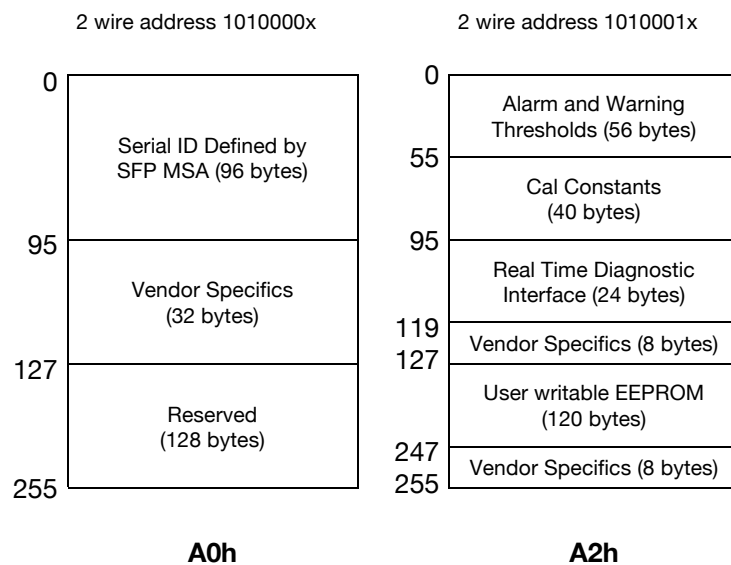 2 wire address 1010000x
0
Serial ID Defined by
SFP MSA (96 bytes)
95
Vendor Specifics
(32 bytes)
127
Reserved
(128 bytes)
255
A0h
2 wire address 1010001x
0
Alarm and Warning
Thresholds (56 bytes)
55
Cal Constants
(40 bytes)
95
Real Time Diagnostic
Interface (24 bytes)
119
Vendor Specifics (8 bytes)
127
User writable EEPROM
(120 bytes)
247
Vendor Specifics (8 bytes)
255
A2h